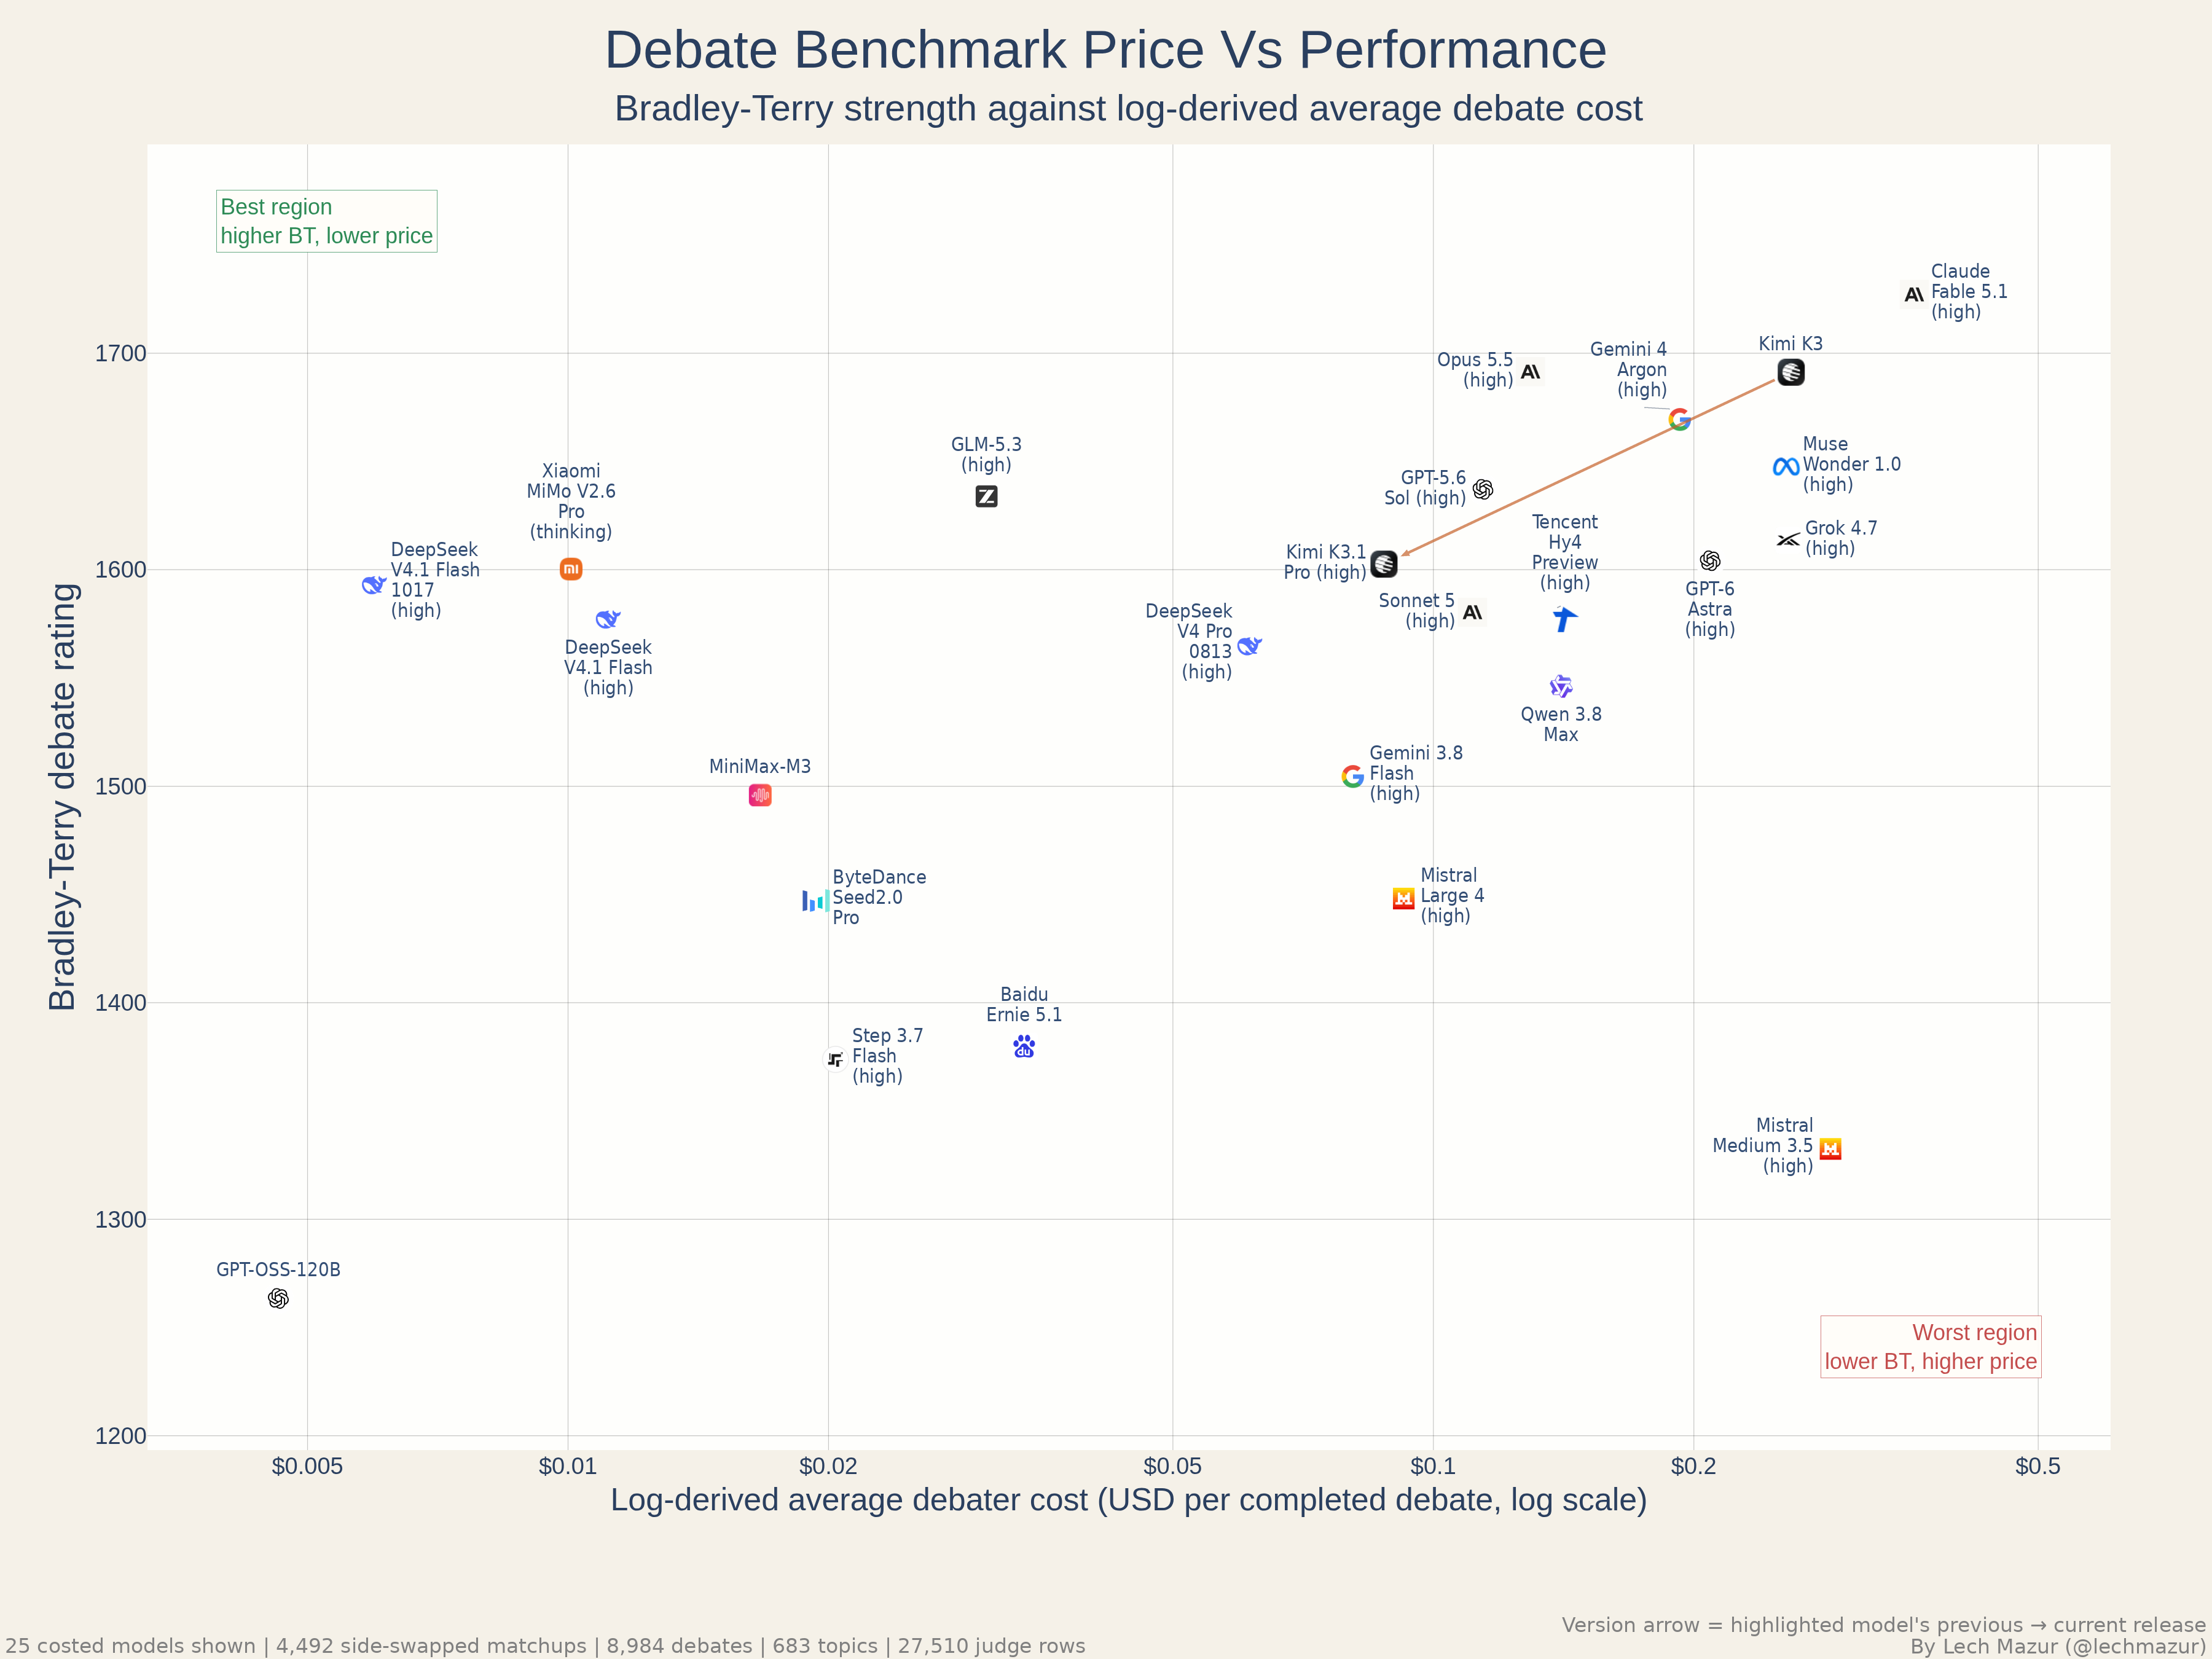 Debate Benchmark Price Vs Performance
Bradley-Terry strength against log-derived average debate cost
Best region
higher BT, lower price
Claude
Fable 5.1
(high)
Kimi K3
Opus 5.5
(high)
Gemini 4
Argon
(high)
Muse
Wonder 1.0
(high)
GLM-5.3
(high)
GPT-5.6
Sol (high)
Xiaomi
MiMo V2.6
Pro
(thinking)
Grok 4.7
(high)
Tencent
Hy4
Preview
(high)
Kimi K3.1
Pro (high)
DeepSeek
V4.1 Flash
1017
(high)
GPT-6
Astra
(high)
Sonnet 5
(high)
DeepSeek
V4 Pro
0813
(high)
DeepSeek
V4.1 Flash
(high)
Qwen 3.8
Max
Gemini 3.8
Flash
(high)
MiniMax-M3
ByteDance
Seed2.0
Pro
Mistral
Large 4
(high)
Baidu
Ernie 5.1
du
Step 3.7
Flash
(high)
Mistral
Medium 3.5
(high)
GPT-OSS-120B
Worst region
lower BT, higher price
Bradley-Terry debate rating
1700
1600
1500
1400
1300
1200
$0.005
$0.01
$0.02
$0.05
$0.1
$0.2
$0.5
Log-derived average debater cost (USD per completed debate, log scale)
Version arrow = highlighted model's previous → current release
25 costed models shown | 4,492 side-swapped matchups | 8,984 debates | 683 topics | 27,510 judge rows
By Lech Mazur (@lechmazur)